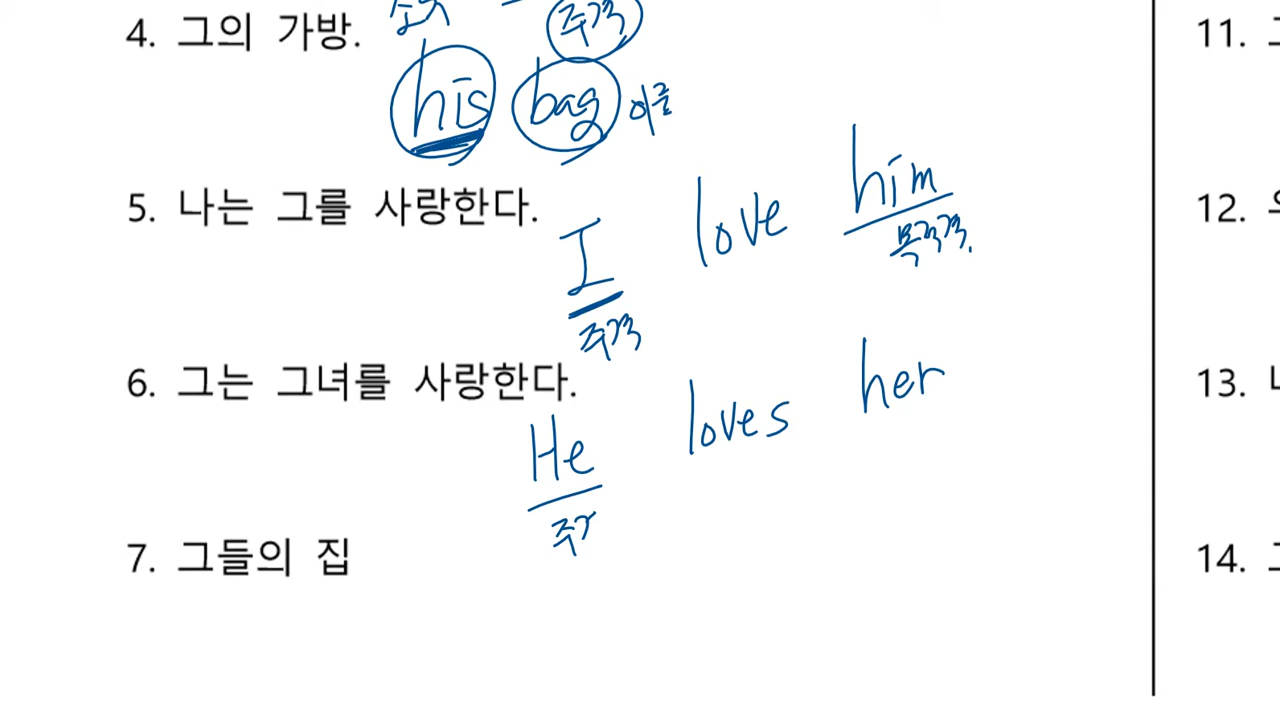 4. 그의 가방.
주격
his bag 이름
5. 나는 그를 사랑한다.
I love him
주격 목적격.
6. 그는 그녀를 사랑한다.
He loves her
7. 그들의 집
11.
12.
13.
14.